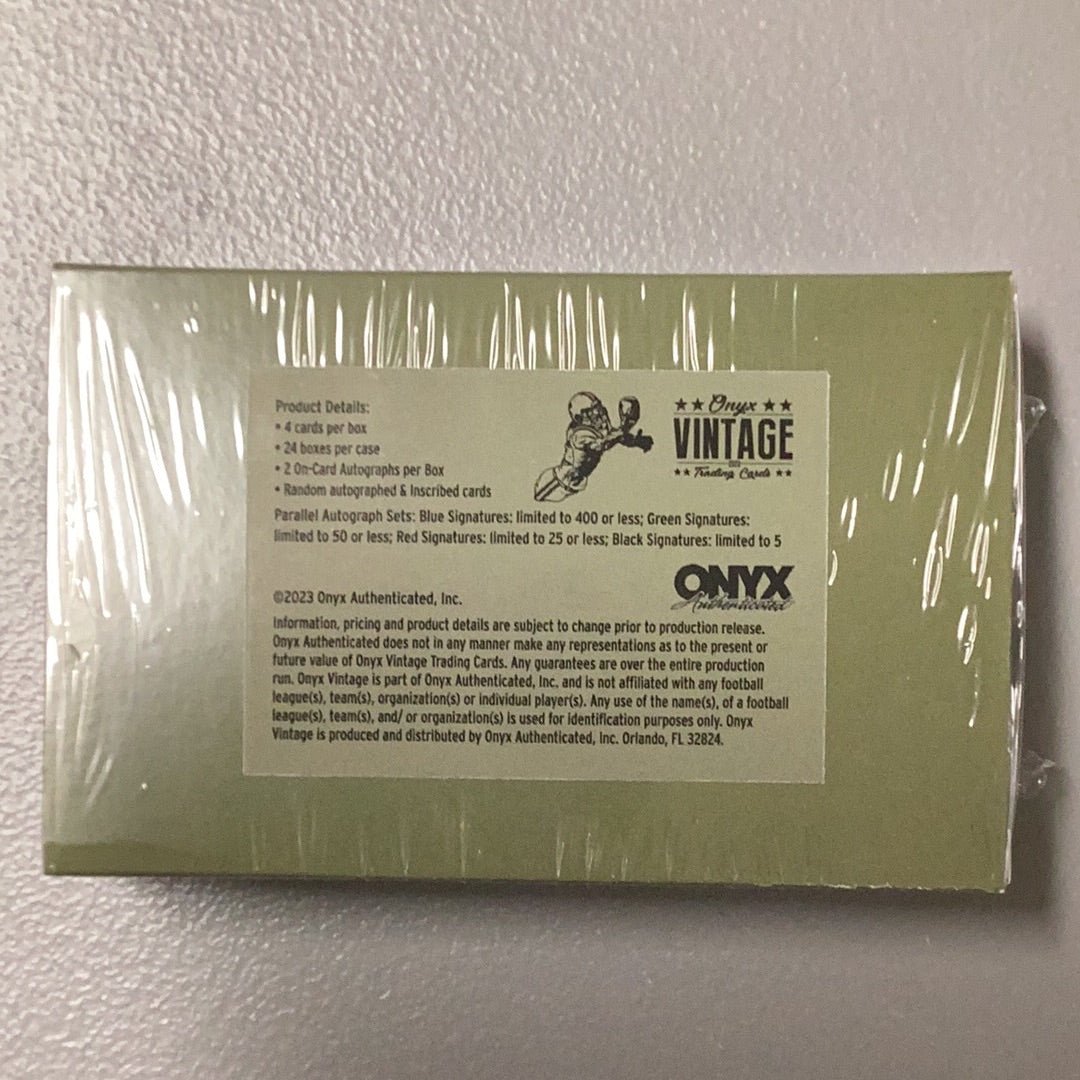 Product Details:
• 4 cards per box
• 24 boxes per case
• 2 On-Card Autographs per Box
• Random autographed & Inscribed cards
★★ Onyx ★★
VINTAGE
★★ Trading Cards ★★
Parallel Autograph Sets: Blue Signatures: limited to 400 or less; Green Signatures:
limited to 50 or less; Red Signatures: limited to 25 or less; Black Signatures: limited to 5
ONYX
Authenticated
©2023 Onyx Authenticated, Inc.
Information, pricing and product details are subject to change prior to production release.
Onyx Authenticated does not in any manner make any representations as to the present or
future value of Onyx Vintage Trading Cards. Any guarantees are over the entire production
run. Onyx Vintage is part of Onyx Authenticated, Inc. and is not affiliated with any football
league(s), team(s), organization(s) or individual player(s). Any use of the name(s), of a football
league(s), team(s), and/ or organization(s) is used for identification purposes only. Onyx
Vintage is produced and distributed by Onyx Authenticated, Inc. Orlando, FL 32824.